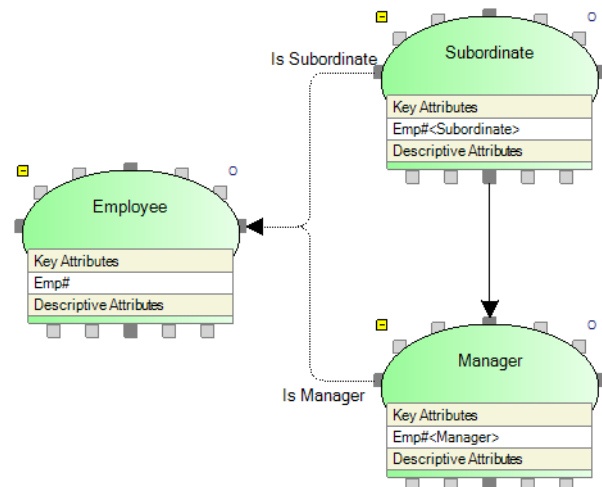 Subordinate
Is Subordinate
Key Attributes
Emp#<Subordinate>
Descriptive Attributes
Employee
Key Attributes
Emp#
Descriptive Attributes
Manager
Is Manager
Key Attributes
Emp#<Manager>
Descriptive Attributes